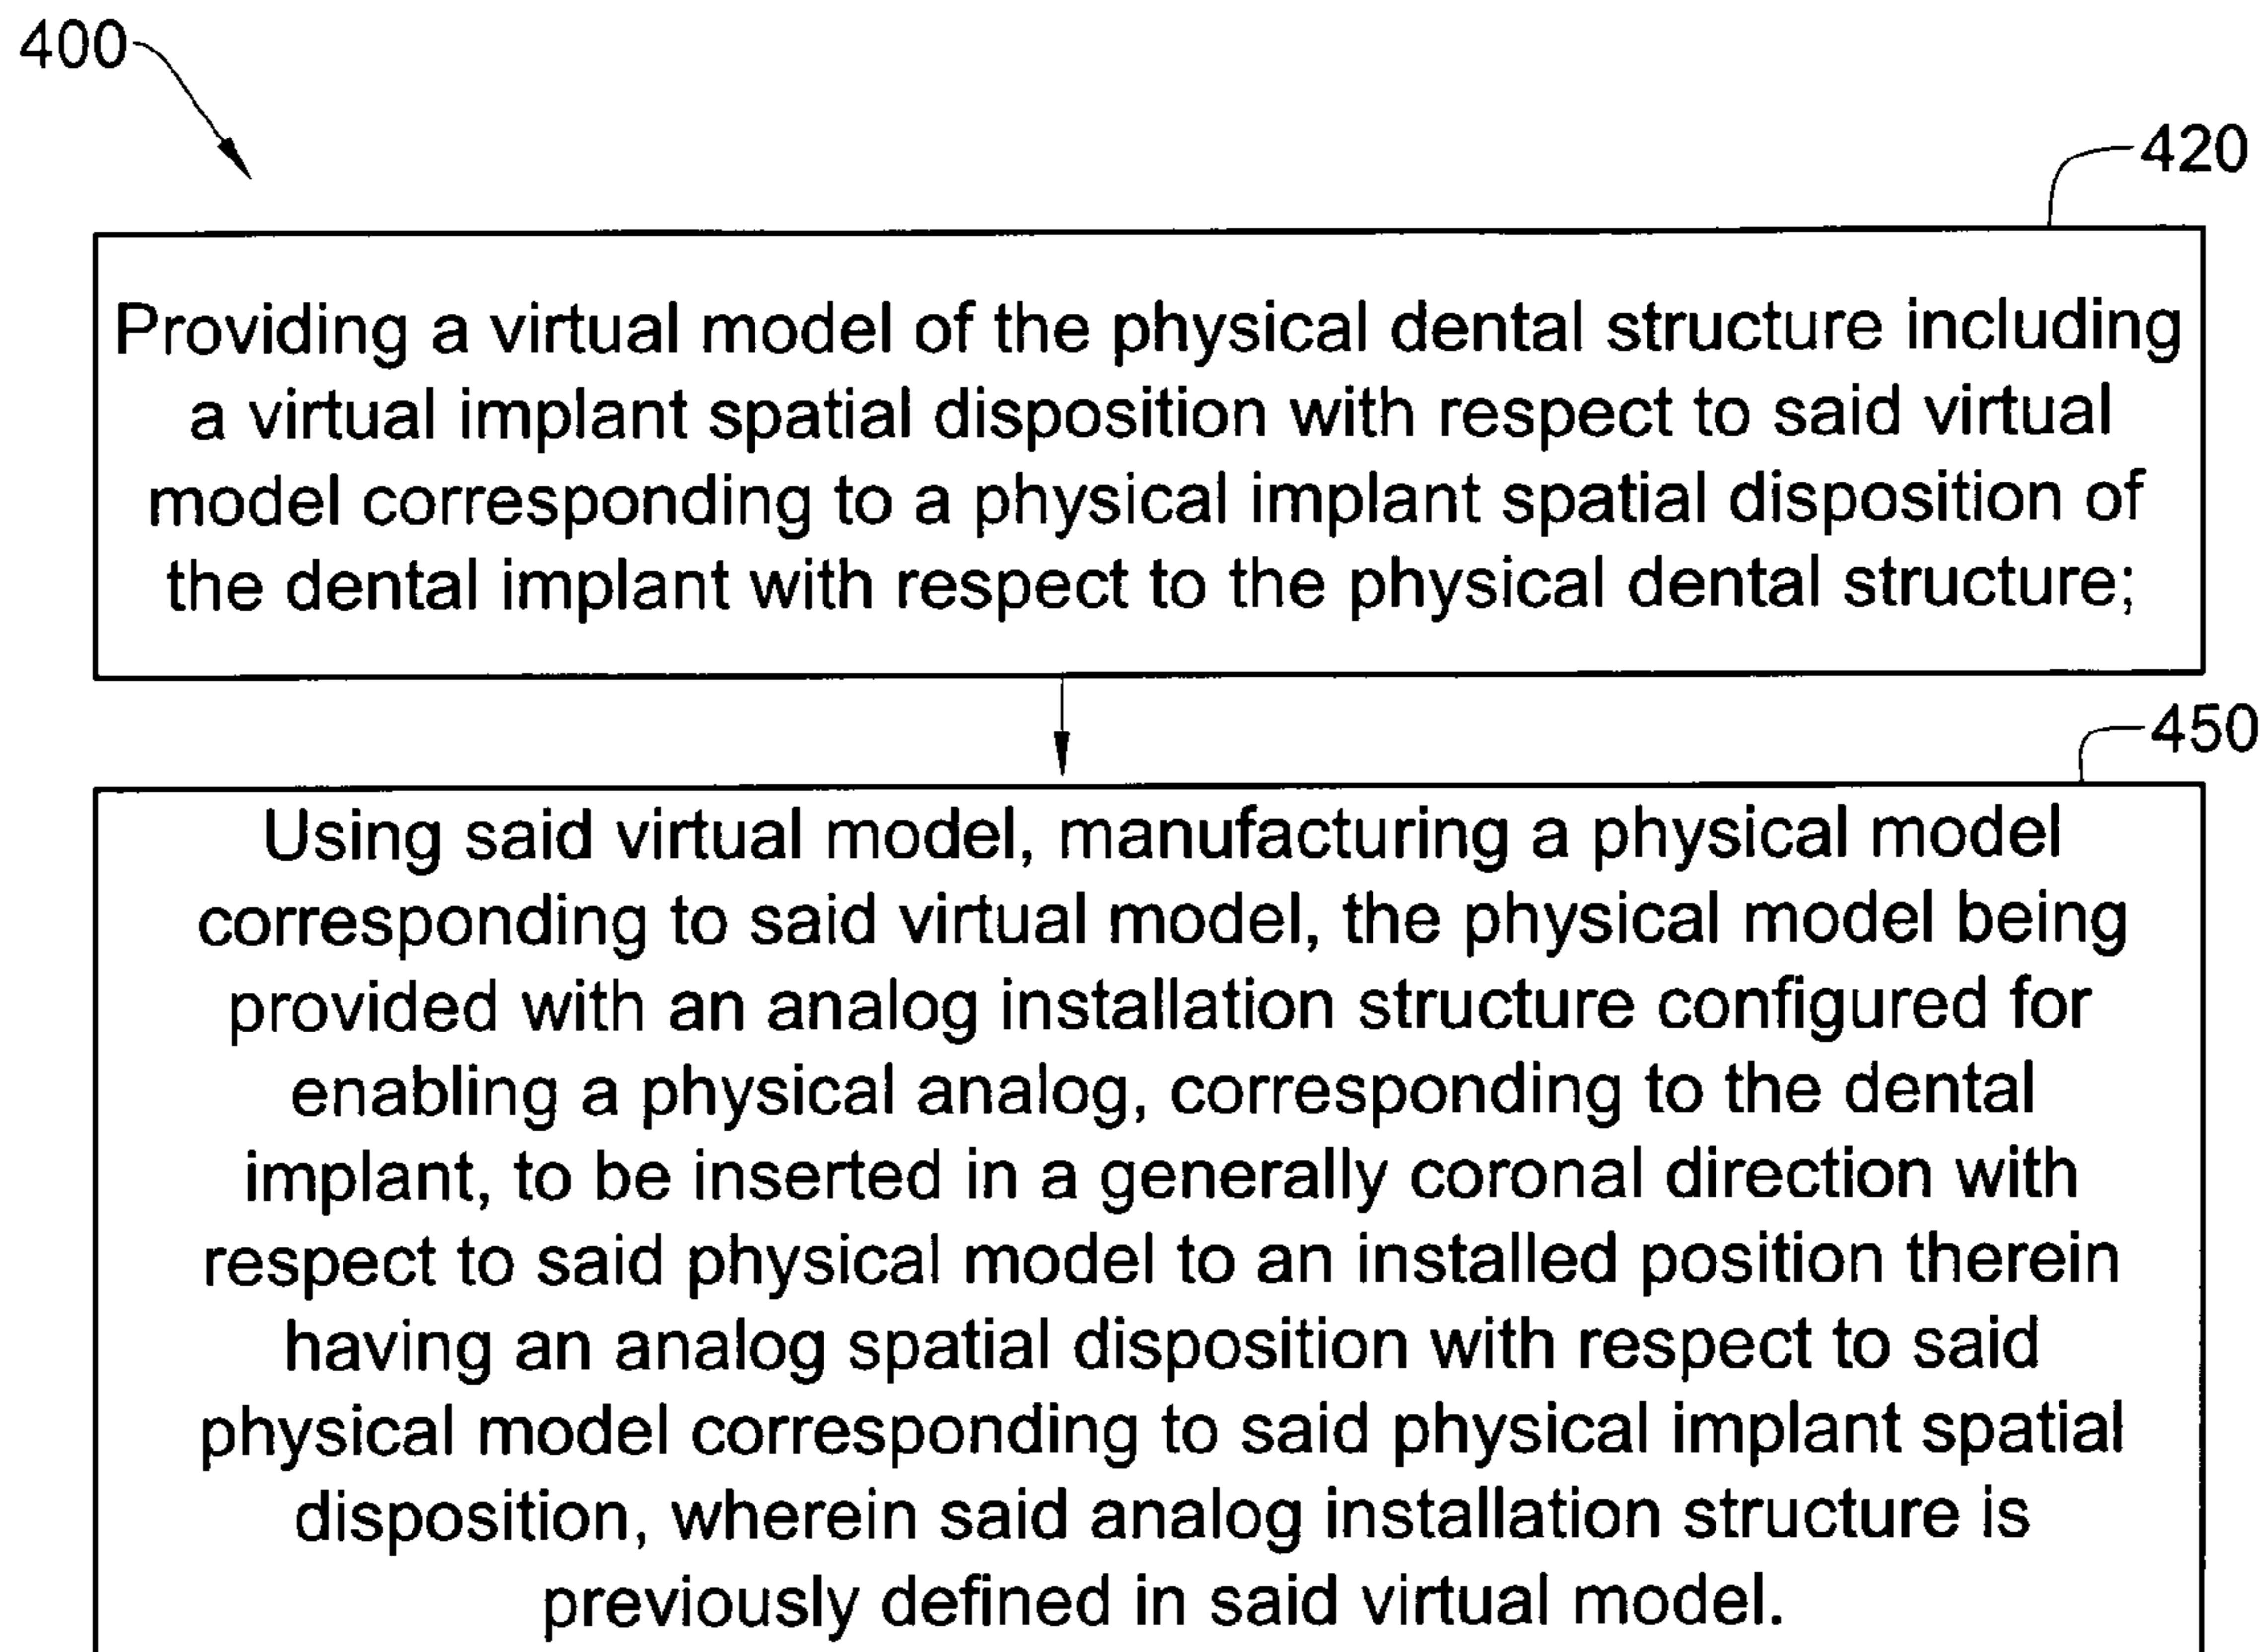 400
420
Providing a virtual model of the physical dental structure including
a virtual implant spatial disposition with respect to said virtual
model corresponding to a physical implant spatial disposition of
the dental implant with respect to the physical dental structure;
450
Using said virtual model, manufacturing a physical model
corresponding to said virtual model, the physical model being
provided with an analog installation structure configured for
enabling a physical analog, corresponding to the dental
implant, to be inserted in a generally coronal direction with
respect to said physical model to an installed position therein
having an analog spatial disposition with respect to said
physical model corresponding to said physical implant spatial
disposition, wherein said analog installation structure is
previously defined in said virtual model.